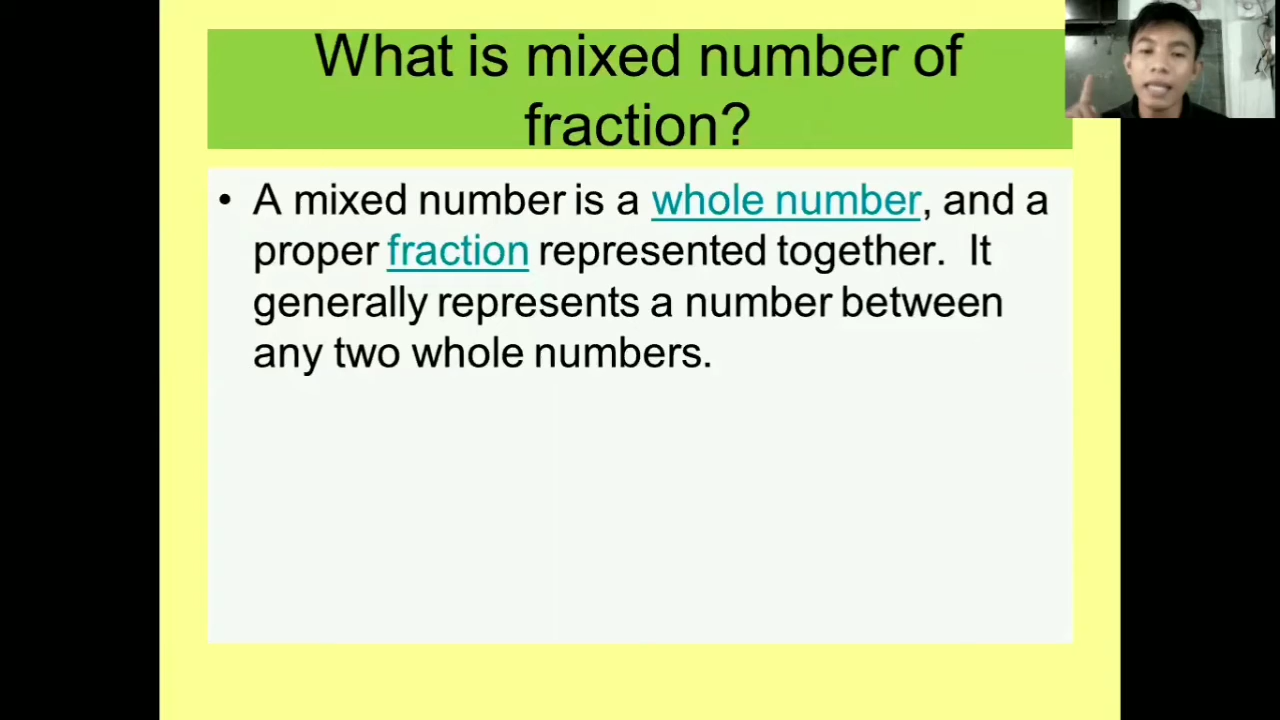 What is mixed number of
fraction?
• A mixed number is a whole number, and a
proper fraction represented together.  It
generally represents a number between
any two whole numbers.